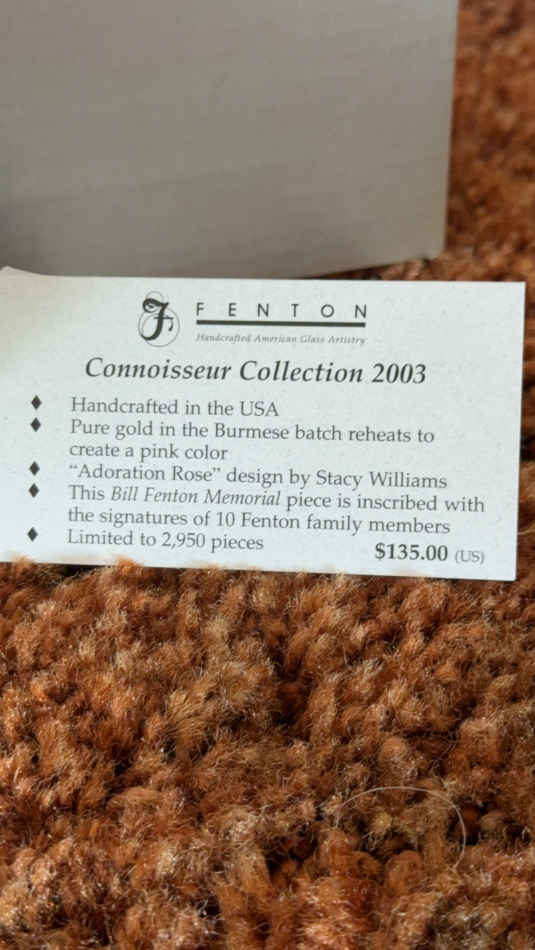 FENTON
Handcrafted American Glass Artistry
Connoisseur Collection 2003
♦ Handcrafted in the USA
♦ Pure gold in the Burmese batch reheats to
create a pink color
♦ “Adoration Rose” design by Stacy Williams
♦ This Bill Fenton Memorial piece is inscribed with
the signatures of 10 Fenton family members
♦ Limited to 2,950 pieces
$135.00 (US)